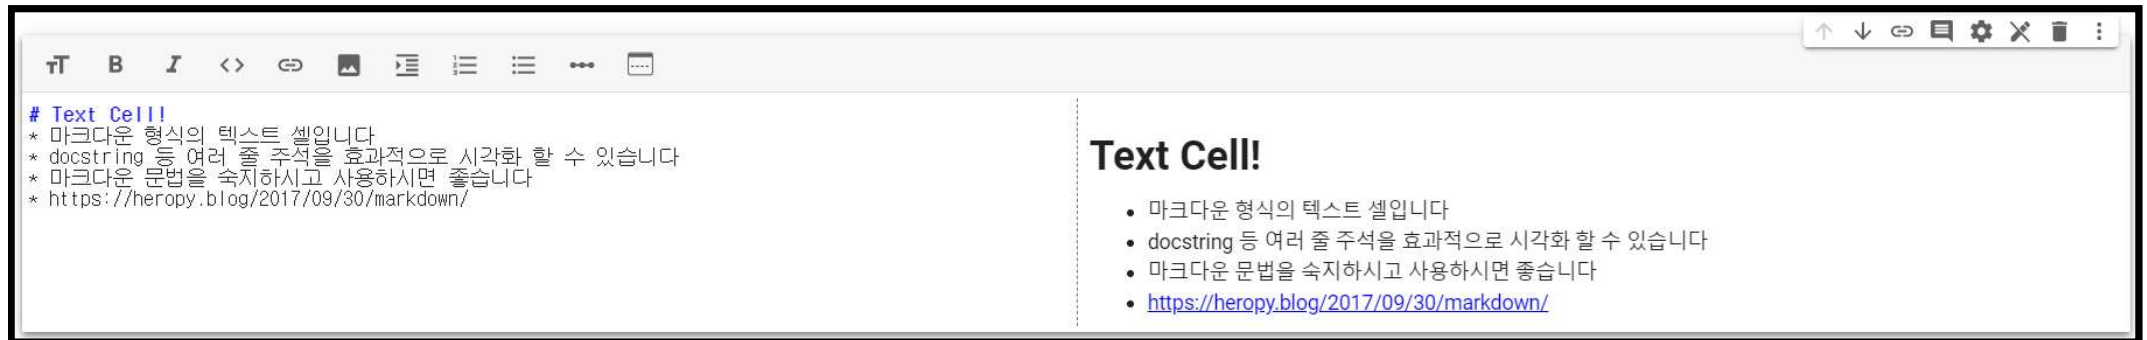 # Text Cell!
* 마크다운 형식의 텍스트 셀입니다
* docstring 등 여러 줄 주석을 효과적으로 시각화 할 수 있습니다
* 마크다운 문법을 숙지하시고 사용하시면 좋습니다
* https://heropy.blog/2017/09/30/markdown/
Text Cell!
• 마크다운 형식의 텍스트 셀입니다
• docstring 등 여러 줄 주석을 효과적으로 시각화 할 수 있습니다
• 마크다운 문법을 숙지하시고 사용하시면 좋습니다
• https://heropy.blog/2017/09/30/markdown/